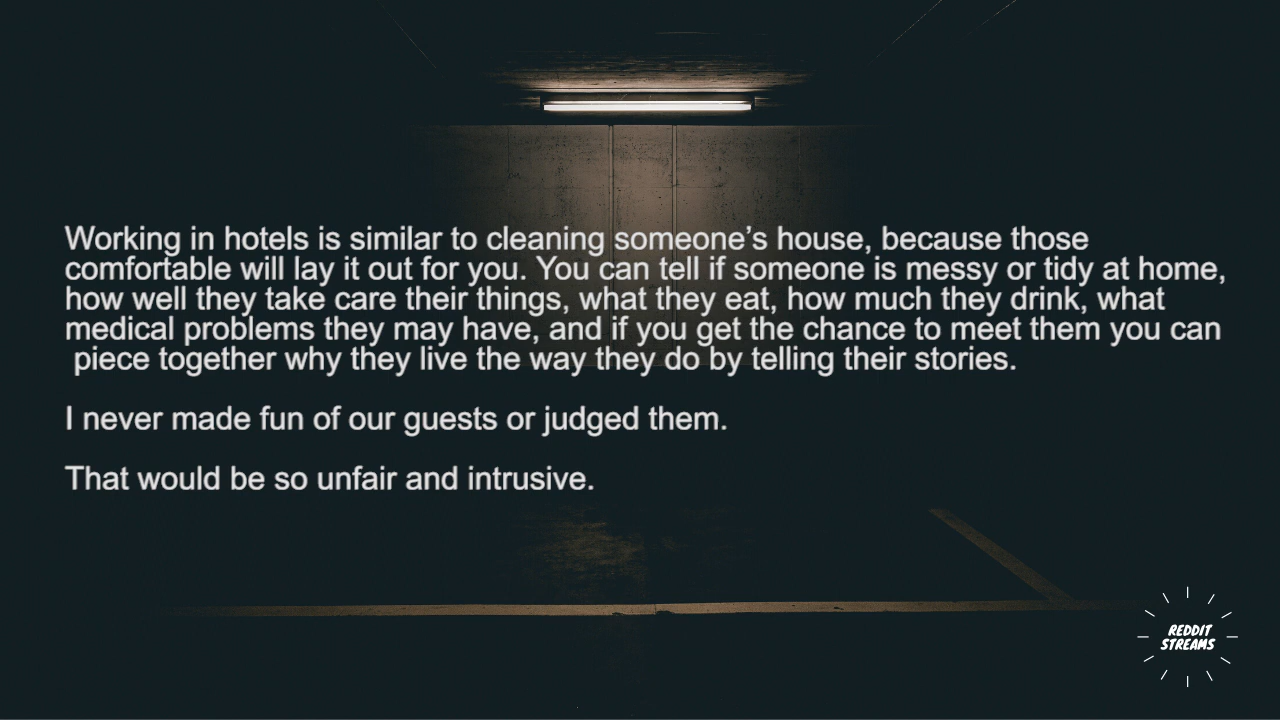 Working in hotels is similar to cleaning someone’s house, because those
comfortable will lay it out for you. You can tell if someone is messy or tidy at home,
how well they take care their things, what they eat, how much they drink, what
medical problems they may have, and if you get the chance to meet them you can
piece together why they live the way they do by telling their stories.
I never made fun of our guests or judged them.
That would be so unfair and intrusive.
REDDIT
STREAMS